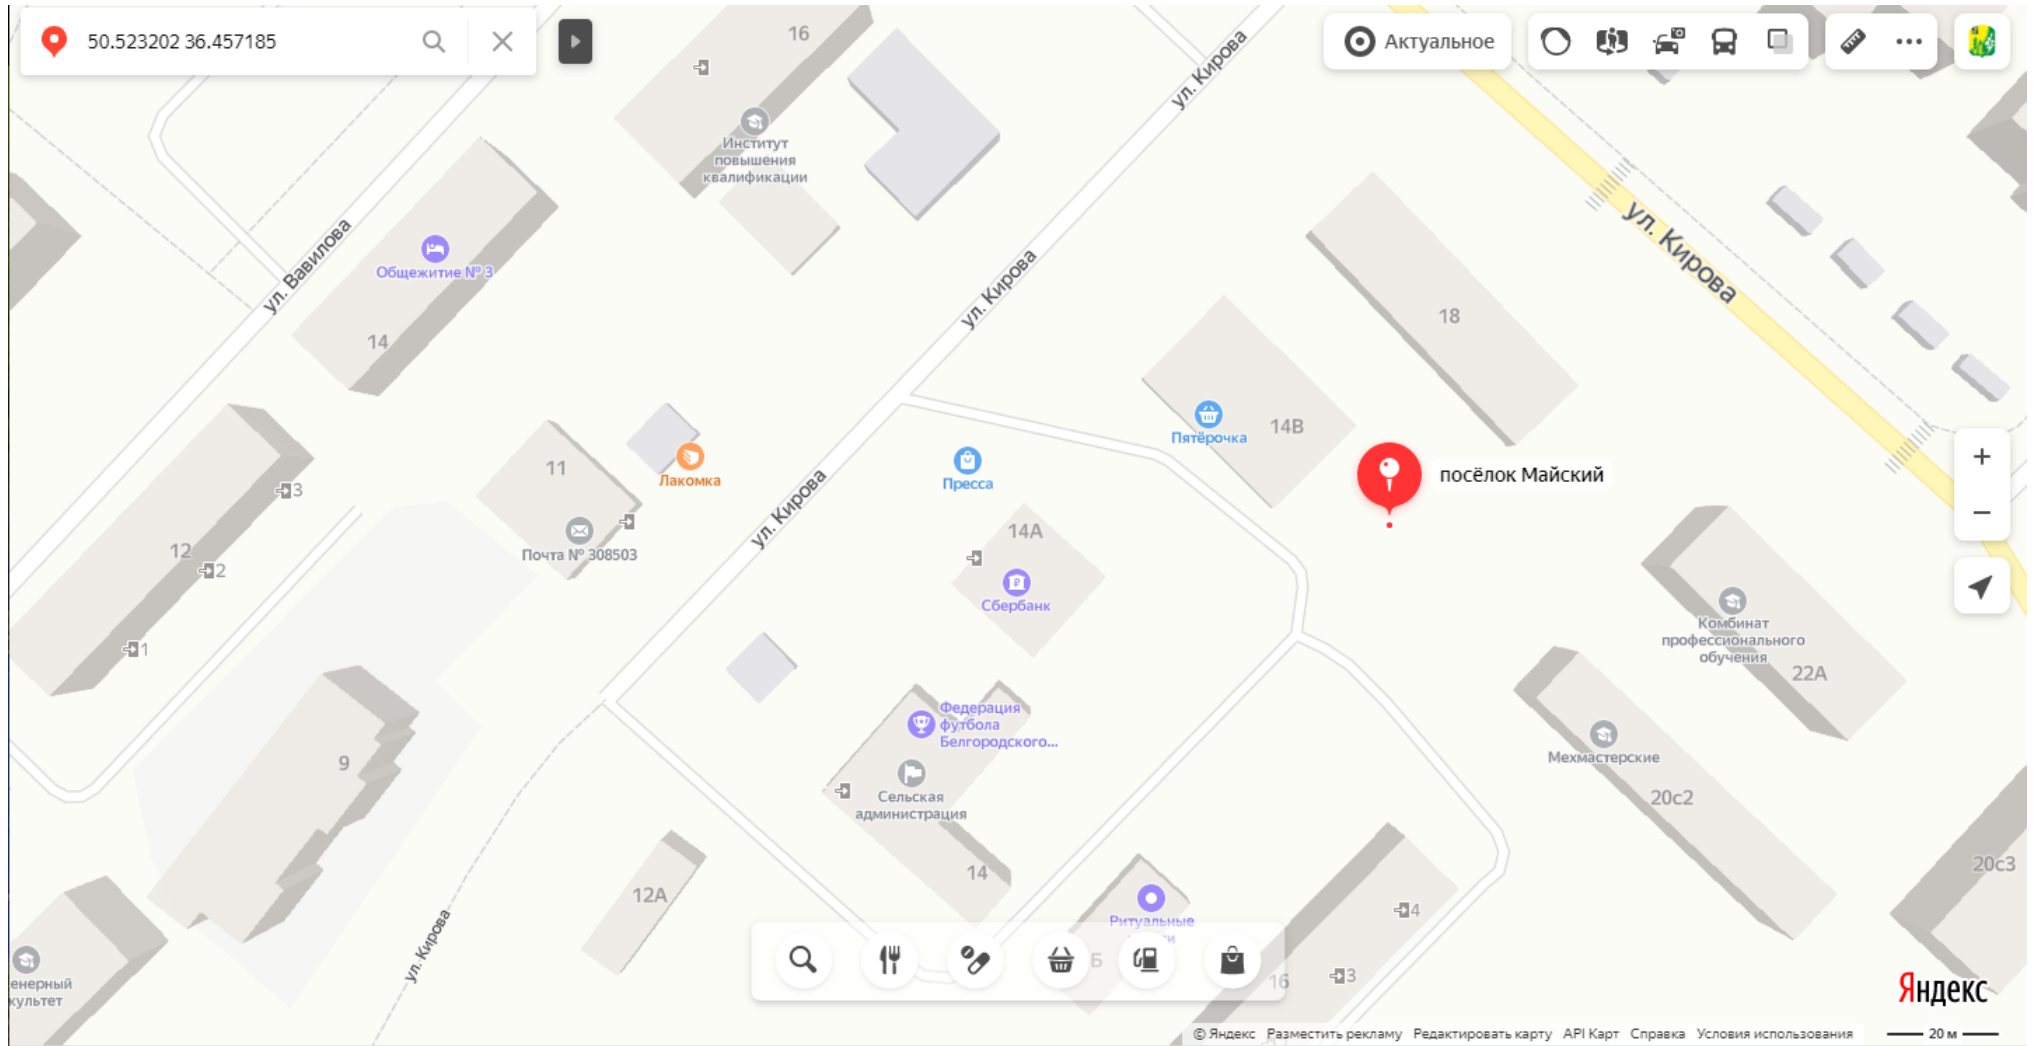 50.523202 36.457185
Актуальное
16
ул. Кирова
Институт
повышения
квалификации
ул. Вавилова
Общежитие № 3
14
ул. Кирова
ул. Кирова
18
14В
Пятёрочка
посёлок Майский
11
Лакомка
Пресса
3
ул. Кирова
14А
Почта № 308503
12
2
Сбербанк
1
Комбинат
профессионального
обучения
22А
Федерация
футбола
Белгородского...
9
Мехмастерские
Сельская
администрация
20с2
14
20с3
12А
4
Ритуальные
ул. Кирова
Б
16
3
енерный
культет
Яндекс
© Яндекс Разместить рекламу Редактировать карту API Карт Справка Условия использования
20 м